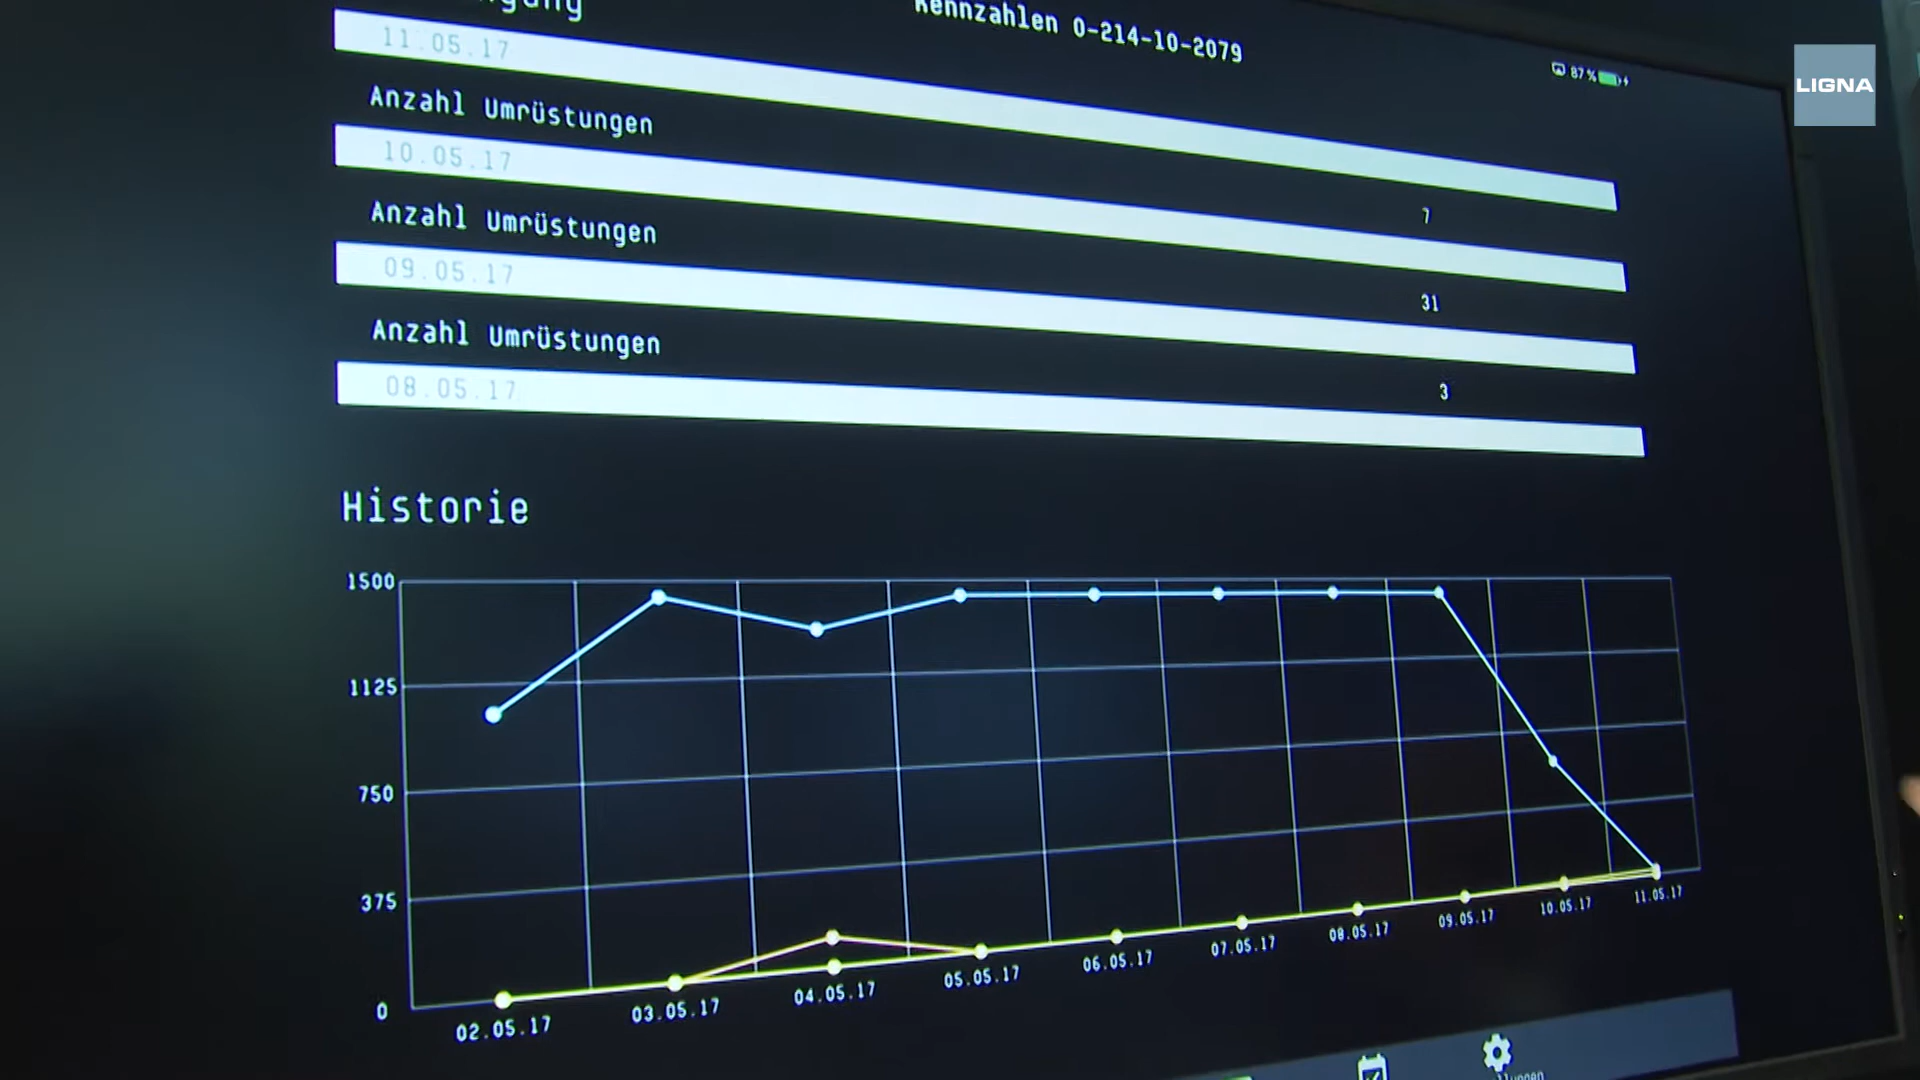 Kennzahlen 0-214-10-2079
87%
LIGNA
11.05.17
Anzahl Umrüstungen 7
10.05.17
Anzahl Umrüstungen 31
09.05.17
Anzahl Umrüstungen 3
08.05.17
Historie
1500
1125
750
375
0
02.05.17 03.05.17 04.05.17 05.05.17 06.05.17 07.05.17 08.05.17 09.05.17 10.05.17 11.05.17